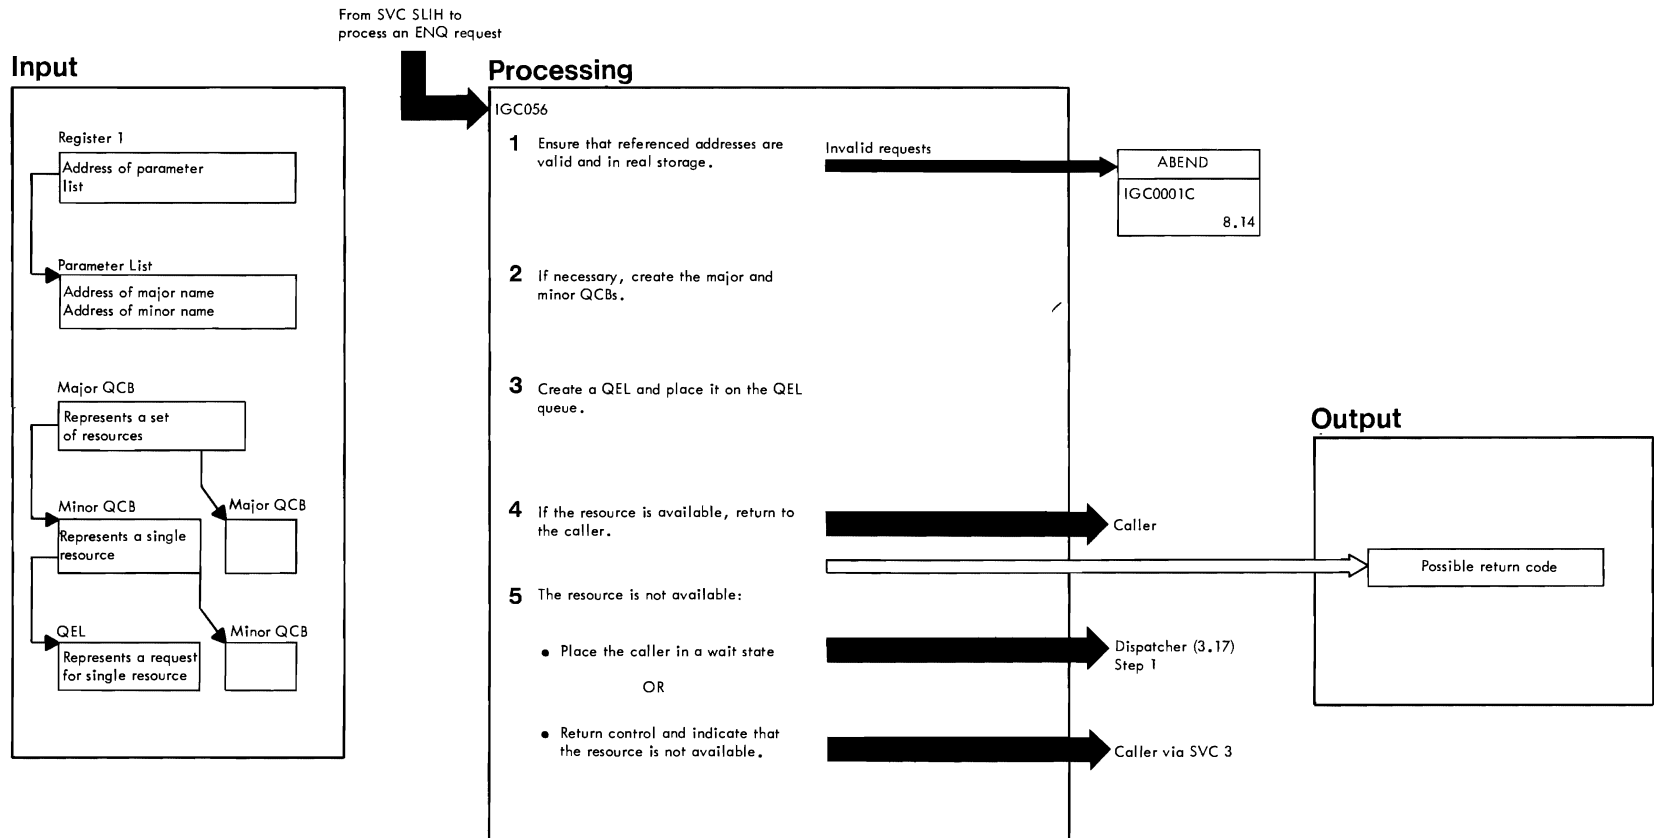 From SVC SLIH to
process an ENQ request
Input
Register 1
Address of parameter
list
Parameter List
Address of major name
Address of minor name
Major QCB
Represents a set
of resources
Minor QCB
Major QCB
Represents a single
resource
QEL
Minor QCB
Represents a request
for single resource
Processing
IGC056
1 Ensure that referenced addresses are
valid and in real storage.
Invalid requests
ABEND
IGC0001C
8.14
2 If necessary, create the major and
minor QCBs.
3 Create a QEL and place it on the QEL
queue.
4 If the resource is available, return to
the caller.
Caller
5 The resource is not available:
• Place the caller in a wait state
Dispatcher (3.17)
Step 1
OR
• Return control and indicate that
the resource is not available.
Caller via SVC 3
Output
Possible return code